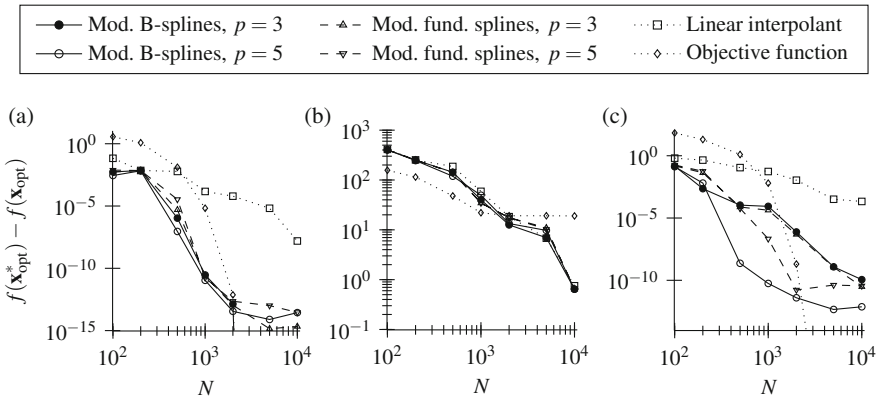 Mod. B-splines, p = 3
Mod. fund. splines, p = 3
Linear interpolant
Mod. B-splines, p = 5
Mod. fund. splines, p = 5
Objective function
(a)
(b)
(c)
f(x*opt) − f(xopt)
10^0
10^−5
10^−10
10^−15
10^2
10^3
10^4
N
10^3
10^2
10^1
10^0
10^−1
10^2
10^3
10^4
N
10^0
10^−5
10^−10
10^2
10^3
10^4
N